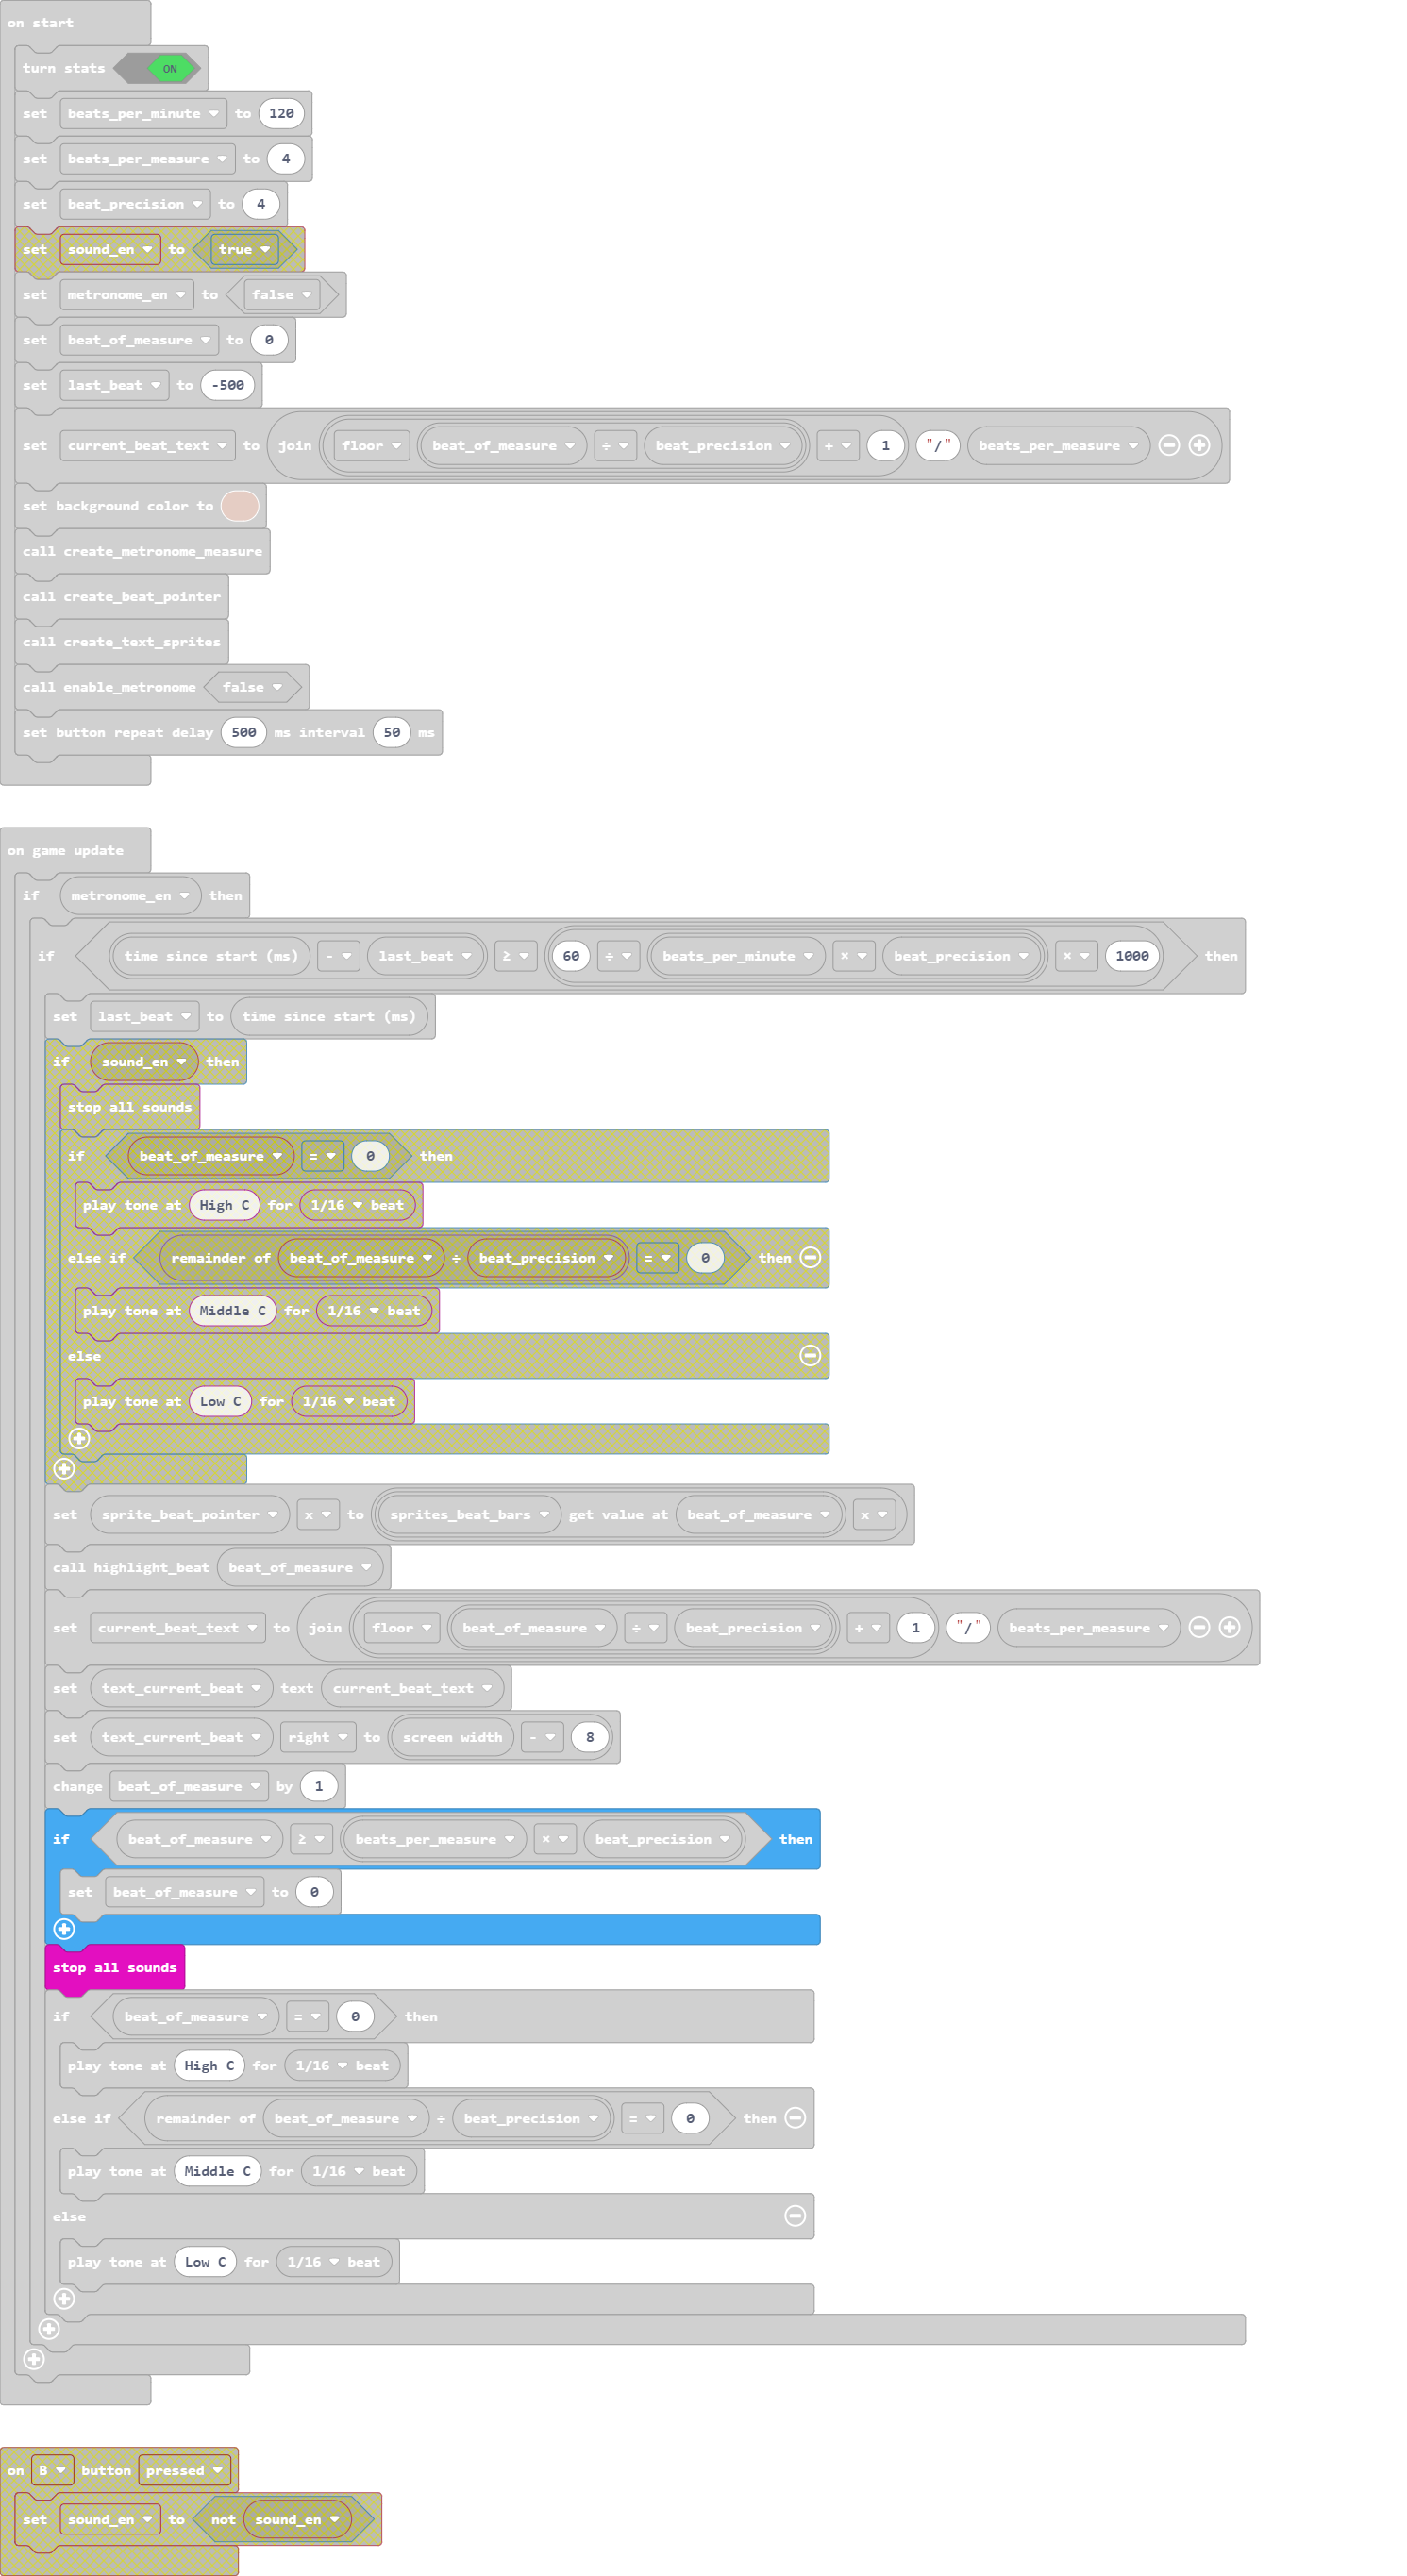 on start
turn stats ON
set beats_per_minute to 120
set beats_per_measure to 4
set beat_precision to 4
set sound_en to true
set metronome_en to false
set beat_of_measure to 0
set last_beat to -500
set current_beat_text to join floor beat_of_measure ÷ beat_precision + 1 "/" beats_per_measure
set background color to
call create_metronome_measure
call create_beat_pointer
call create_text_sprites
call enable_metronome false
set button repeat delay 500 ms interval 50 ms
on game update
if metronome_en then
if time since start (ms) - last_beat ≥ 60 ÷ beats_per_minute × beat_precision × 1000 then
set last_beat to time since start (ms)
if sound_en then
stop all sounds
if beat_of_measure = 0 then
play tone at High C for 1/16 beat
else if remainder of beat_of_measure ÷ beat_precision = 0 then
play tone at Middle C for 1/16 beat
else
play tone at Low C for 1/16 beat
set sprite_beat_pointer x to sprites_beat_bars get value at beat_of_measure x
call highlight_beat beat_of_measure
set current_beat_text to join floor beat_of_measure ÷ beat_precision + 1 "/" beats_per_measure
set text_current_beat text current_beat_text
set text_current_beat right to screen width - 8
change beat_of_measure by 1
if beat_of_measure ≥ beats_per_measure × beat_precision then
set beat_of_measure to 0
stop all sounds
if beat_of_measure = 0 then
play tone at High C for 1/16 beat
else if remainder of beat_of_measure ÷ beat_precision = 0 then
play tone at Middle C for 1/16 beat
else
play tone at Low C for 1/16 beat
on B button pressed
set sound_en to not sound_en